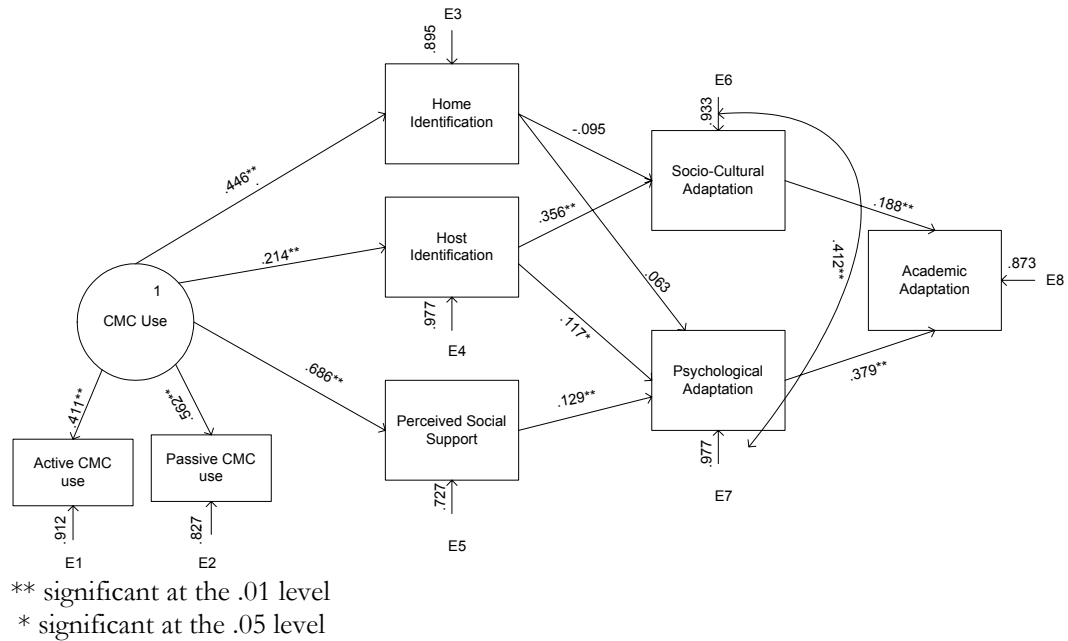 E3
.895
Home
Identification
E6
.933
-.095
Socio-Cultural
Adaptation
.446**
.
.356**
.188**
Host
Identification
.214**
.412**
.873
Academic
Adaptation
E8
.063
1
CMC Use
.977
E4
.117*
.686**
Psychological
Adaptation
.379**
Perceived Social
Support
.129**
.411**
.562**
Active CMC
use
Passive CMC
use
.977
E7
.727
.912
.827
E5
E1
E2
** significant at the .01 level
* significant at the .05 level